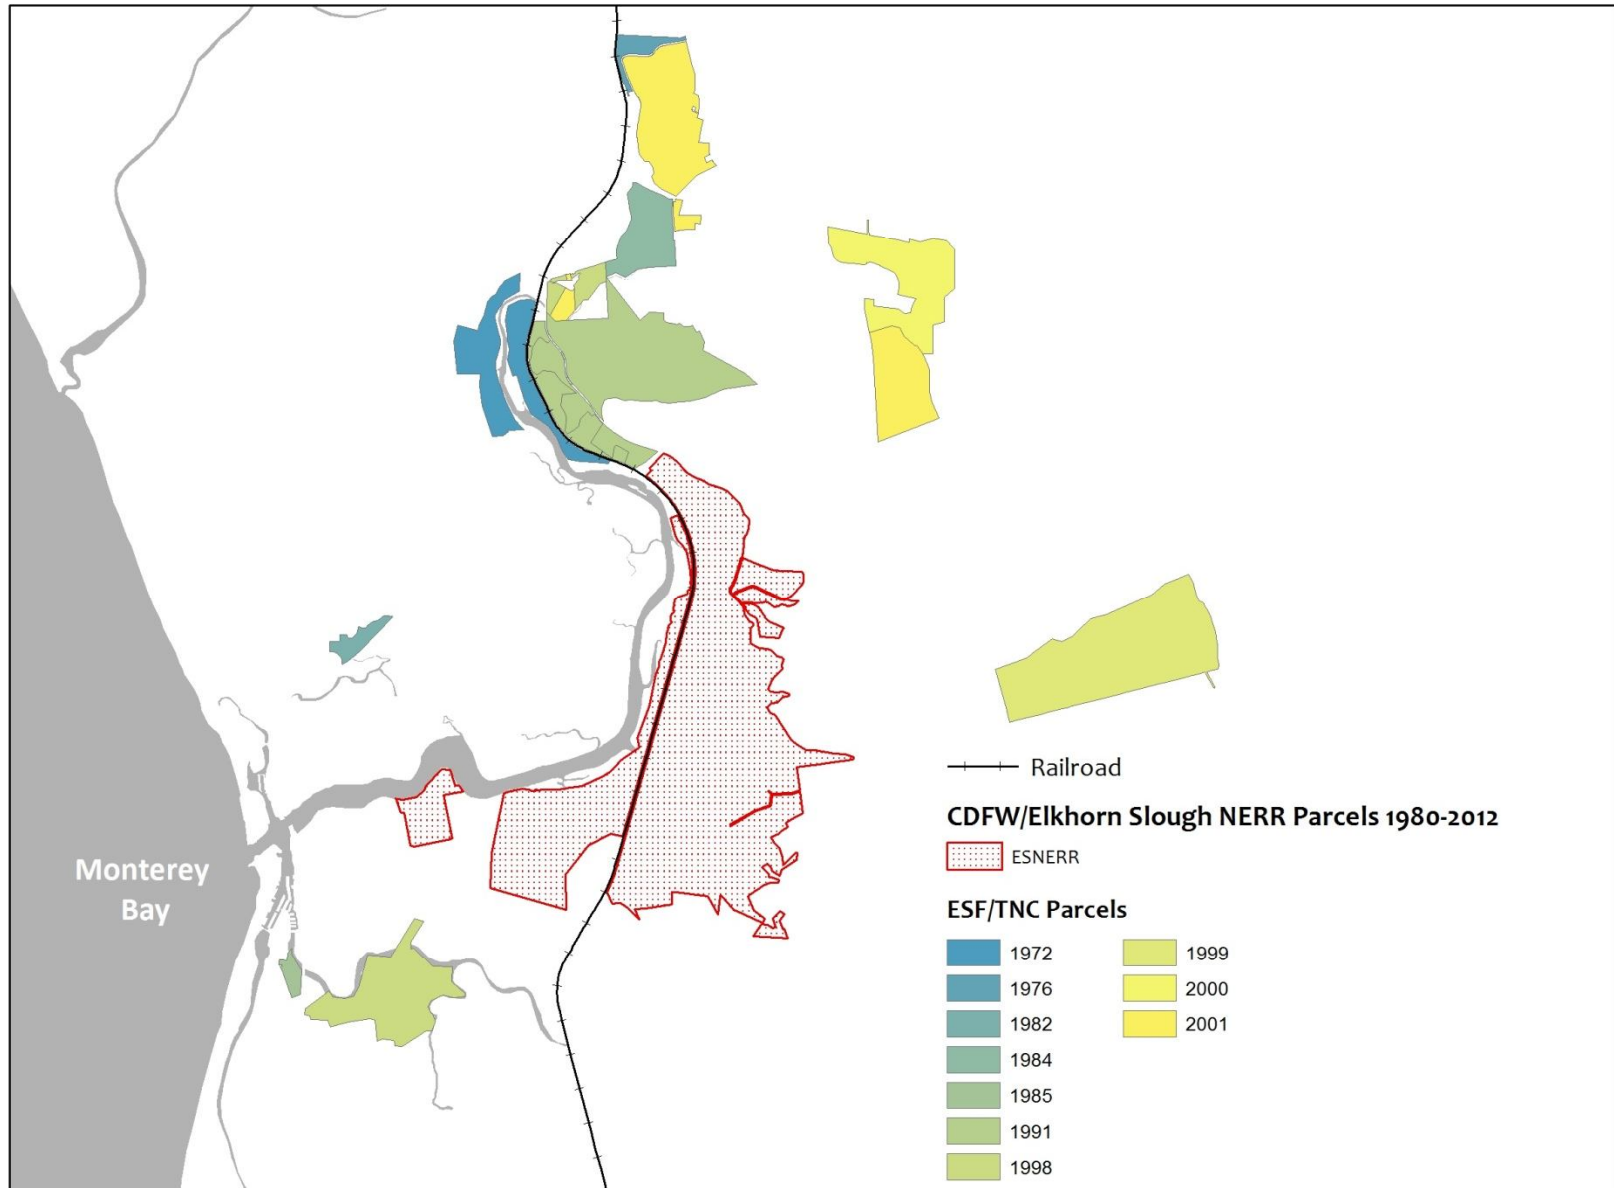 Monterey
Bay
Railroad
CDFW/Elkhorn Slough NERR Parcels 1980-2012
ESNERR
ESF/TNC Parcels
1972
1976
1982
1984
1985
1991
1998
1999
2000
2001